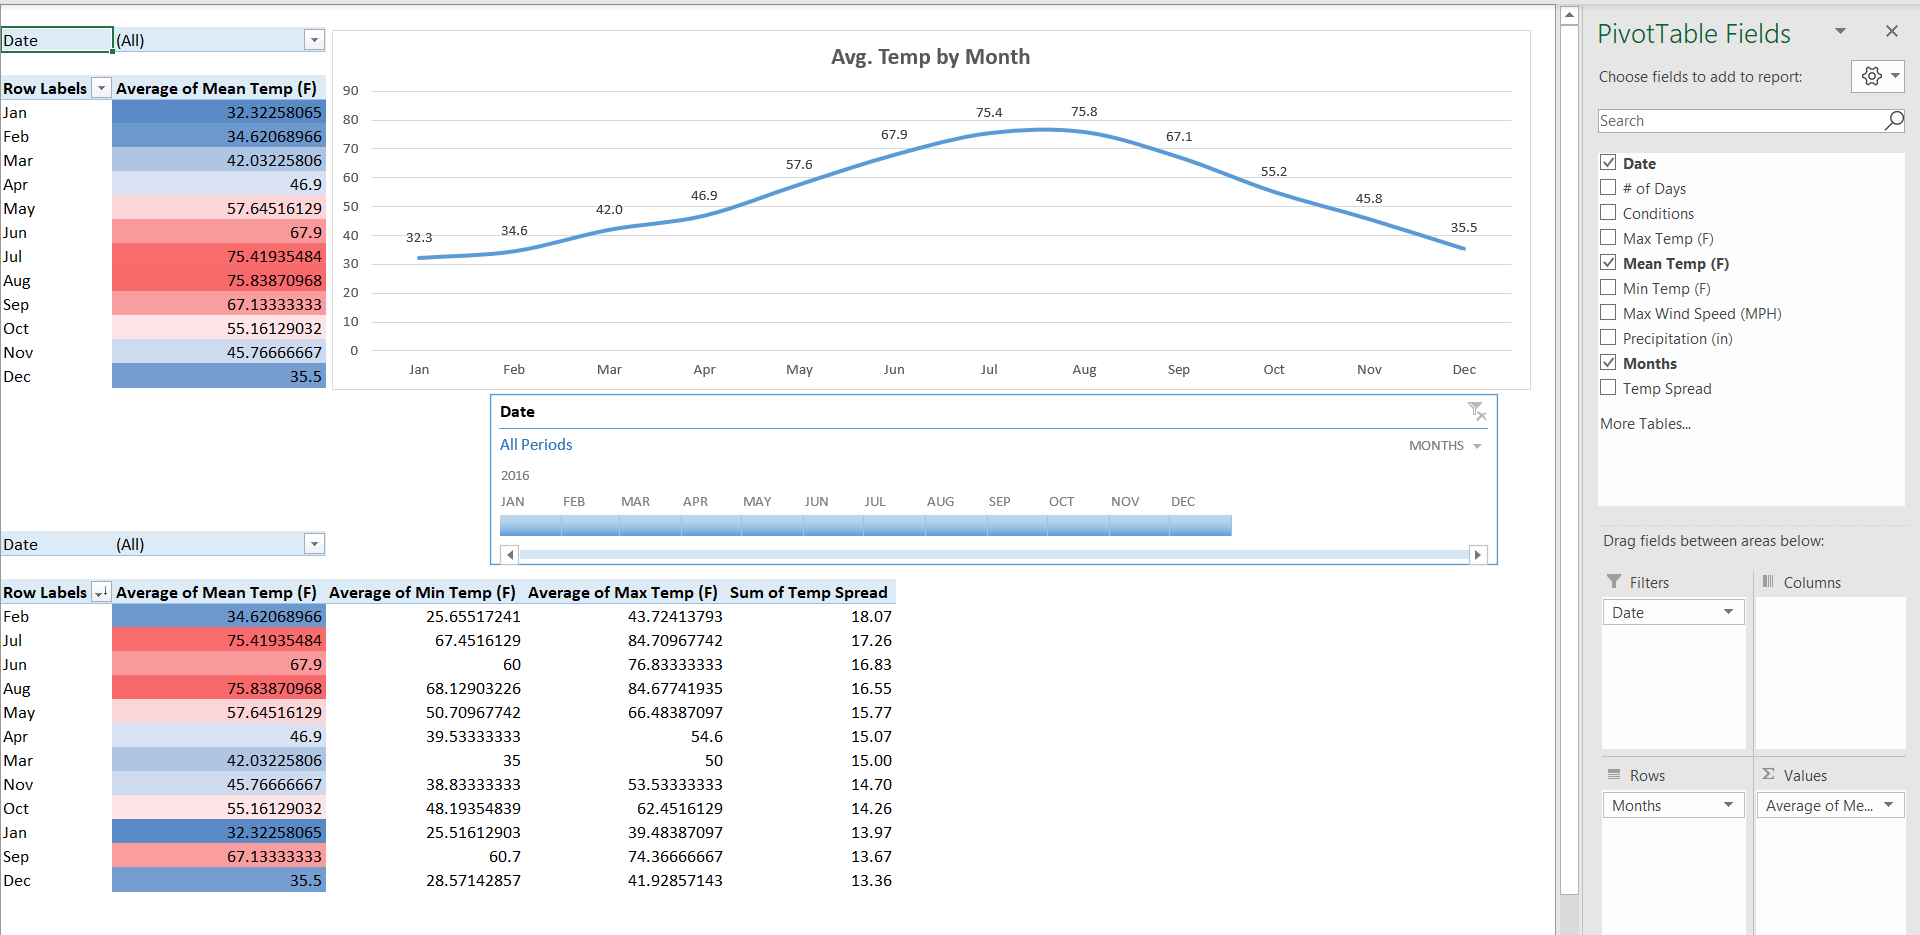 Date (All)
Row Labels Average of Mean Temp (F)
Jan 32.32258065
Feb 34.62068966
Mar 42.03225806
Apr 46.9
May 57.64516129
Jun 67.9
Jul 75.41935484
Aug 75.83870968
Sep 67.13333333
Oct 55.16129032
Nov 45.76666667
Dec 35.5
Avg. Temp by Month
90
80
70
60
50
40
30
20
10
0
32.3 34.6 42.0 46.9 57.6 67.9 75.4 75.8 67.1 55.2 45.8 35.5
Jan Feb Mar Apr May Jun Jul Aug Sep Oct Nov Dec
Date
All Periods MONTHS
2016
JAN FEB MAR APR MAY JUN JUL AUG SEP OCT NOV DEC
Date (All)
Row Labels Average of Mean Temp (F) Average of Min Temp (F) Average of Max Temp (F) Sum of Temp Spread
Feb 34.62068966 25.65517241 43.72413793 18.07
Jul 75.41935484 67.4516129 84.70967742 17.26
Jun 67.9 60 76.83333333 16.83
Aug 75.83870968 68.12903226 84.67741935 16.55
May 57.64516129 50.70967742 66.48387097 15.77
Apr 46.9 39.53333333 54.6 15.07
Mar 42.03225806 35 50 15.00
Nov 45.76666667 38.83333333 53.53333333 14.70
Oct 55.16129032 48.19354839 62.4516129 14.26
Jan 32.32258065 25.51612903 39.48387097 13.97
Sep 67.13333333 60.7 74.36666667 13.67
Dec 35.5 28.57142857 41.92857143 13.36
PivotTable Fields
Choose fields to add to report:
Search
Date
# of Days
Conditions
Max Temp (F)
Mean Temp (F)
Min Temp (F)
Max Wind Speed (MPH)
Precipitation (in)
Months
Temp Spread
More Tables...
Drag fields between areas below:
Filters Columns
Date
Rows Σ Values
Months Average of Me...